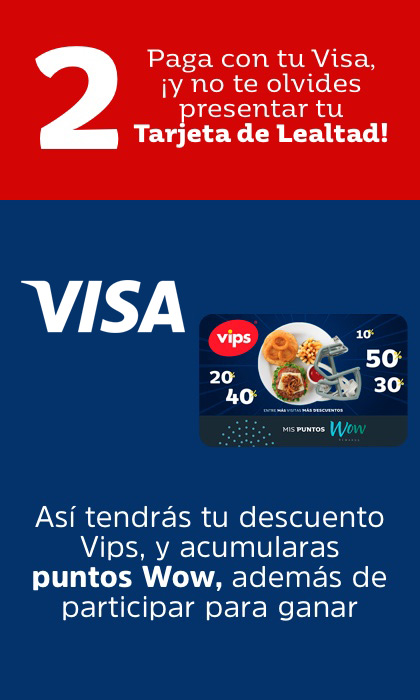 2
Paga con tu Visa,
¡y no te olvides
presentar tu
Tarjeta de Lealtad!
VISA
vips
10%
50%
30%
20%
40%
ENTRE MÁS VISITAS MÁS DESCUENTOS
MIS PUNTOS Wow
REWARDS
Así tendrás tu descuento
Vips, y acumularas
puntos Wow, además de
participar para ganar